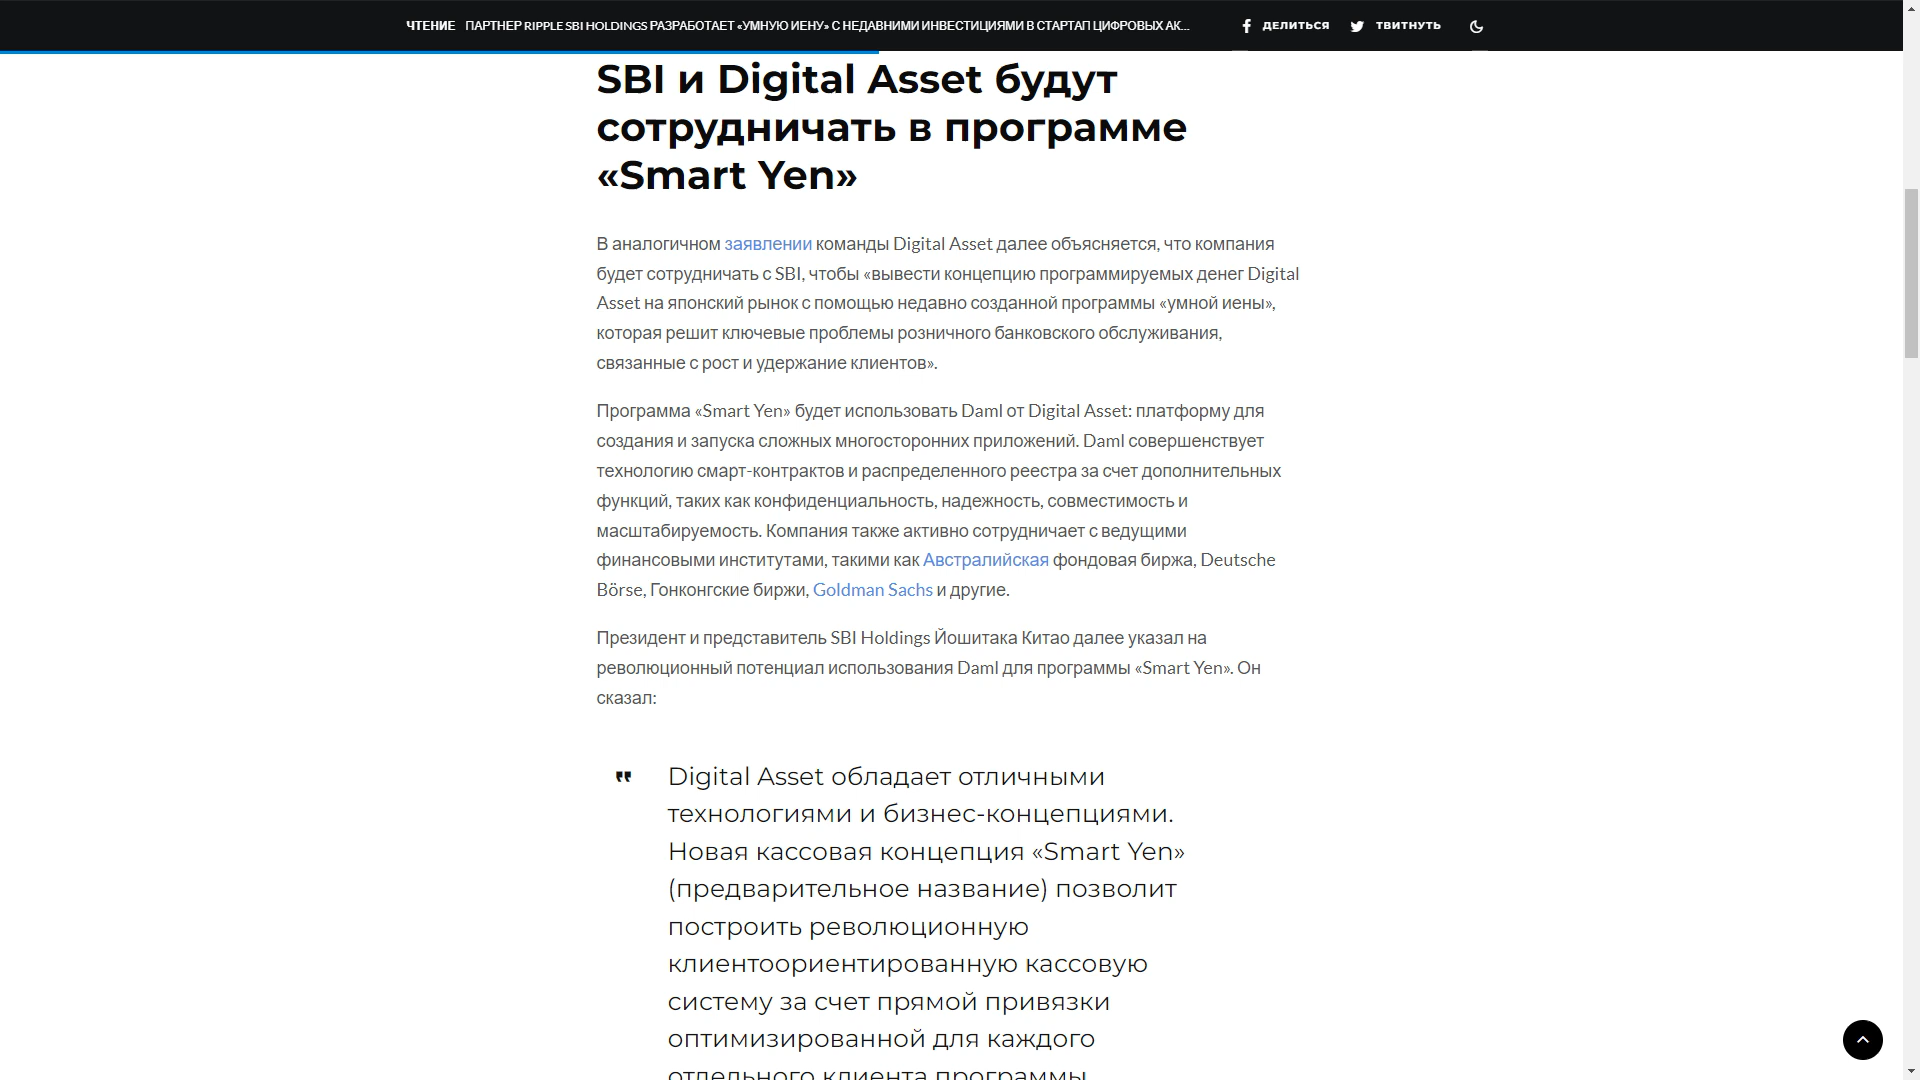 ЧТЕНИЕ ПАРТНЕР RIPPLE SBI HOLDINGS РАЗРАБОТАЕТ «УМНУЮ ИЕНУ» С НЕДАВНИМИ ИНВЕСТИЦИЯМИ В СТАРТАП ЦИФРОВЫХ АК... ДЕЛИТЬСЯ ТВИТНУТЬ
SBI и Digital Asset будут
сотрудничать в программе
«Smart Yen»
В аналогичном заявлении команды Digital Asset далее объясняется, что компания
будет сотрудничать с SBI, чтобы «вывести концепцию программируемых денег Digital
Asset на японский рынок с помощью недавно созданной программы «умной иены»,
которая решит ключевые проблемы розничного банковского обслуживания,
связанные с рост и удержание клиентов».
Программа «Smart Yen» будет использовать Daml от Digital Asset: платформу для
создания и запуска сложных многосторонних приложений. Daml совершенствует
технологию смарт-контрактов и распределенного реестра за счет дополнительных
функций, таких как конфиденциальность, надежность, совместимость и
масштабируемость. Компания также активно сотрудничает с ведущими
финансовыми институтами, такими как Австралийская фондовая биржа, Deutsche
Börse, Гонконгские биржи, Goldman Sachs и другие.
Президент и представитель SBI Holdings Йошитака Китао далее указал на
революционный потенциал использования Daml для программы «Smart Yen». Он
сказал:
Digital Asset обладает отличными
технологиями и бизнес-концепциями.
Новая кассовая концепция «Smart Yen»
(предварительное название) позволит
построить революционную
клиентоориентированную кассовую
систему за счет прямой привязки
оптимизированной для каждого
отдельного клиента программы